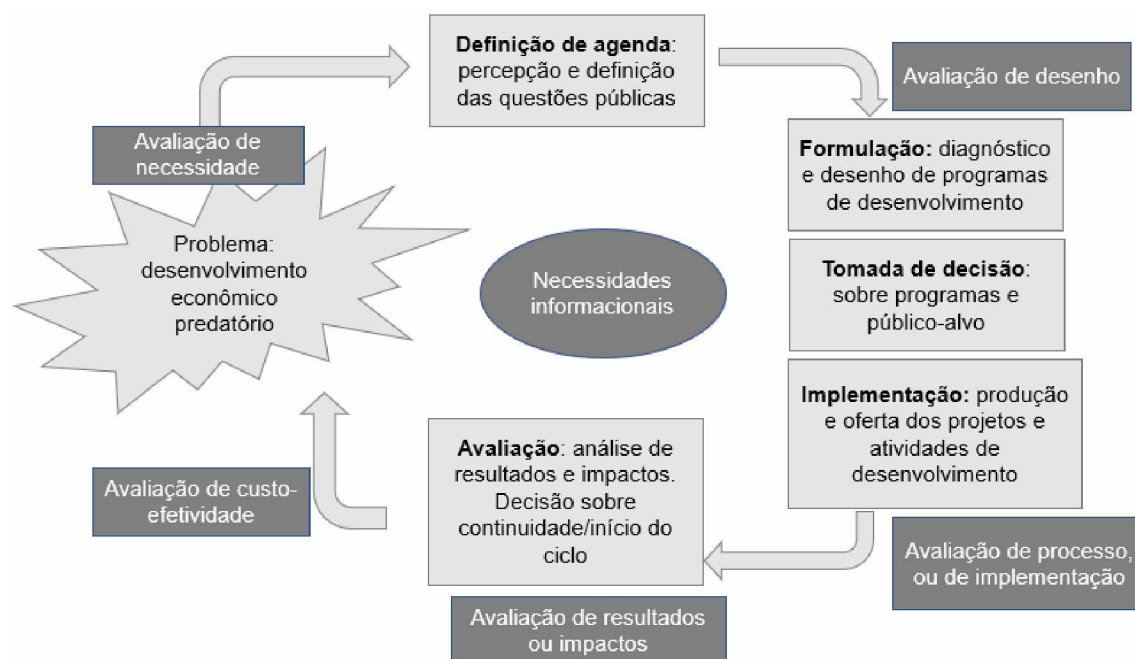 Definição de agenda:
percepção e definição
das questões públicas
Avaliação de desenho
Avaliação de
necessidade
Formulação: diagnóstico
e desenho de programas
de desenvolvimento
Problema:
desenvolvimento
econômico
predatório
Necessidades
informacionais
Tomada de decisão:
sobre programas e
público-alvo
Implementação: produção
e oferta dos projetos e
atividades de
desenvolvimento
Avaliação: análise de
resultados e impactos.
Decisão sobre
continuidade/início do
ciclo
Avaliação de custo-
efetividade
Avaliação de processo,
ou de implementação
Avaliação de resultados
ou impactos